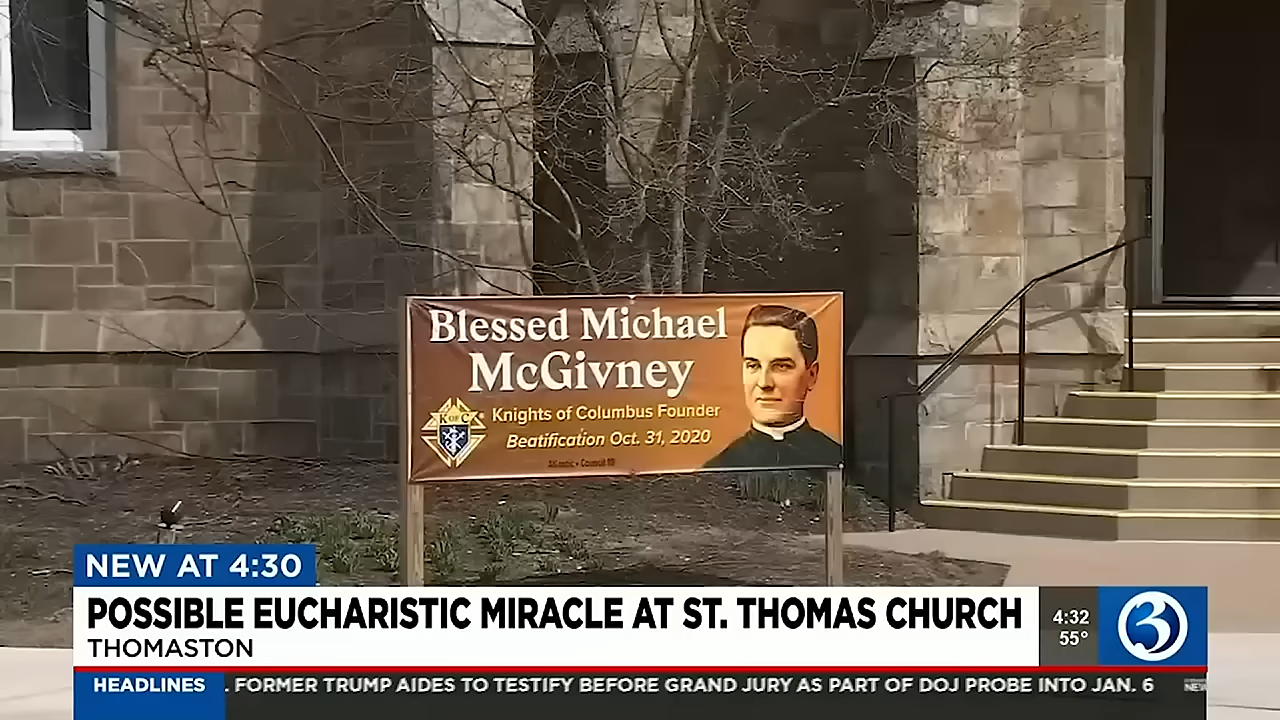 Blessed Michael
McGivney
K OF C
Knights of Columbus Founder
Beatification Oct. 31, 2020
NEW AT 4:30
POSSIBLE EUCHARISTIC MIRACLE AT ST. THOMAS CHURCH
THOMASTON
4:32
55°
3
HEADLINES
. FORMER TRUMP AIDES TO TESTIFY BEFORE GRAND JURY AS PART OF DOJ PROBE INTO JAN. 6